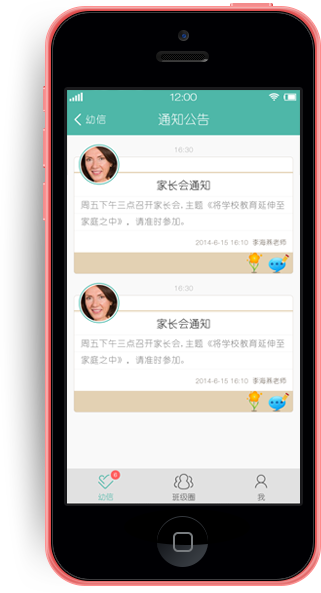 12:00
幼信
通知公告
16:30
家长会通知
周五下午三点召开家长会, 主题《将学校教育延伸至
家庭之中》。请准时参加。
2014-6-15 16:10 李海燕老师
16:30
家长会通知
周五下午三点召开家长会, 主题《将学校教育延伸至
家庭之中》。请准时参加。
2014-6-15 16:10 李海燕老师
幼信
班级圈
我